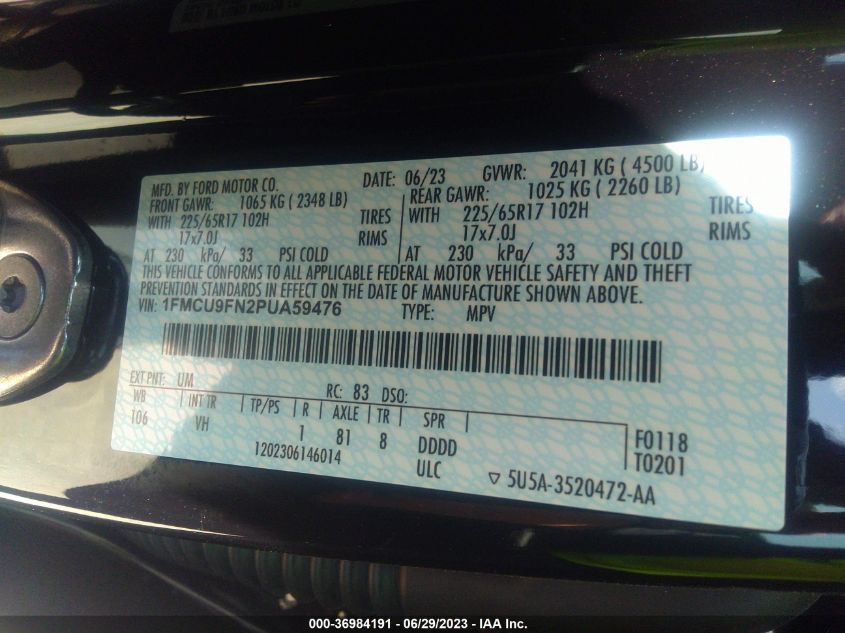 MFD. BY FORD MOTOR CO. DATE: 06/23 GVWR: 2041 KG ( 4500 LB)
FRONT GAWR: 1065 KG ( 2348 LB) REAR GAWR: 1025 KG ( 2260 LB)
WITH 225/65R17 102H TIRES WITH 225/65R17 102H TIRES
17x7.0J RIMS 17x7.0J RIMS
AT 230 kPa/ 33 PSI COLD AT 230 kPa/ 33 PSI COLD
THIS VEHICLE CONFORMS TO ALL APPLICABLE FEDERAL MOTOR VEHICLE SAFETY AND THEFT
PREVENTION STANDARDS IN EFFECT ON THE DATE OF MANUFACTURE SHOWN ABOVE.
VIN: 1FMCU9FN2PUA59476 TYPE: MPV
EXT PNT: UM RC: 83 DSO:
WB INT TR TP/PS R AXLE TR SPR
106 VH 1 81 8 DDDD F0118
1202306146014 ULC T0201
▽ 5U5A-3520472-AA
000-36984191 - 06/29/2023 - IAA Inc.